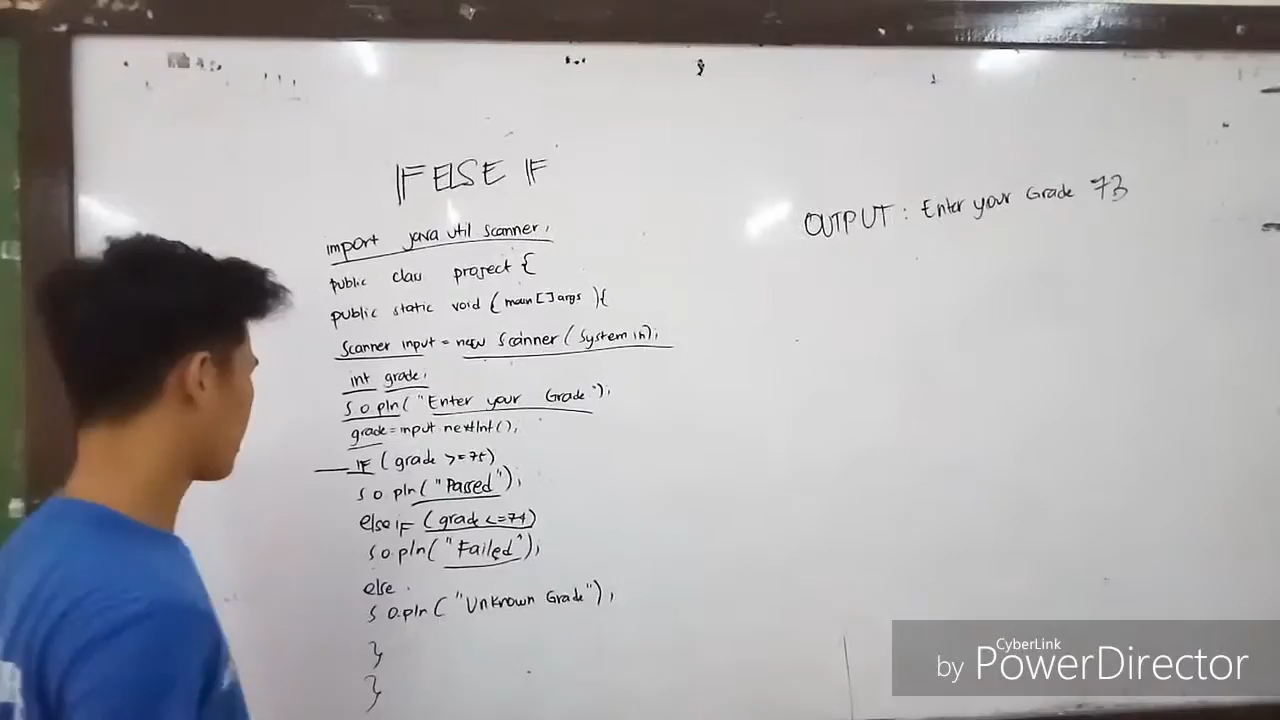 IF ELSE IF
import java util scanner,
public class project {
public static void (main[]args ){
Scanner input = new Scanner (System in);
int grade,
S o pln ("Enter your Grade");
grade=input nextInt();
IF (grade >=75)
S o pln ("Passed");
else if (grade <=74)
S o.pln ("Failed");
else.
S o.pln ("Unknown Grade"),
}
}
OUTPUT : Enter your Grade 73
CyberLink
by PowerDirector